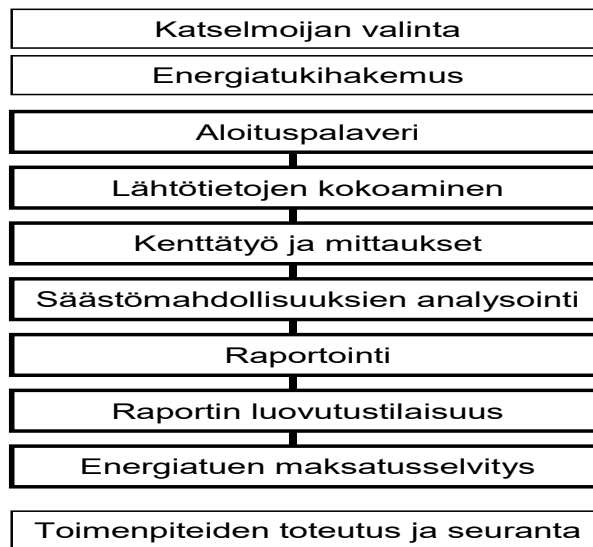 Katselmoijan valinta
Energiatukihakemus
Aloituspalaveri
Lähtötietojen kokoaminen
Kenttätyö ja mittaukset
Säästömahdollisuuksien analysointi
Raportointi
Raportin luovutustilaisuus
Energiatuen maksatusselvitys
Toimenpiteiden toteutus ja seuranta